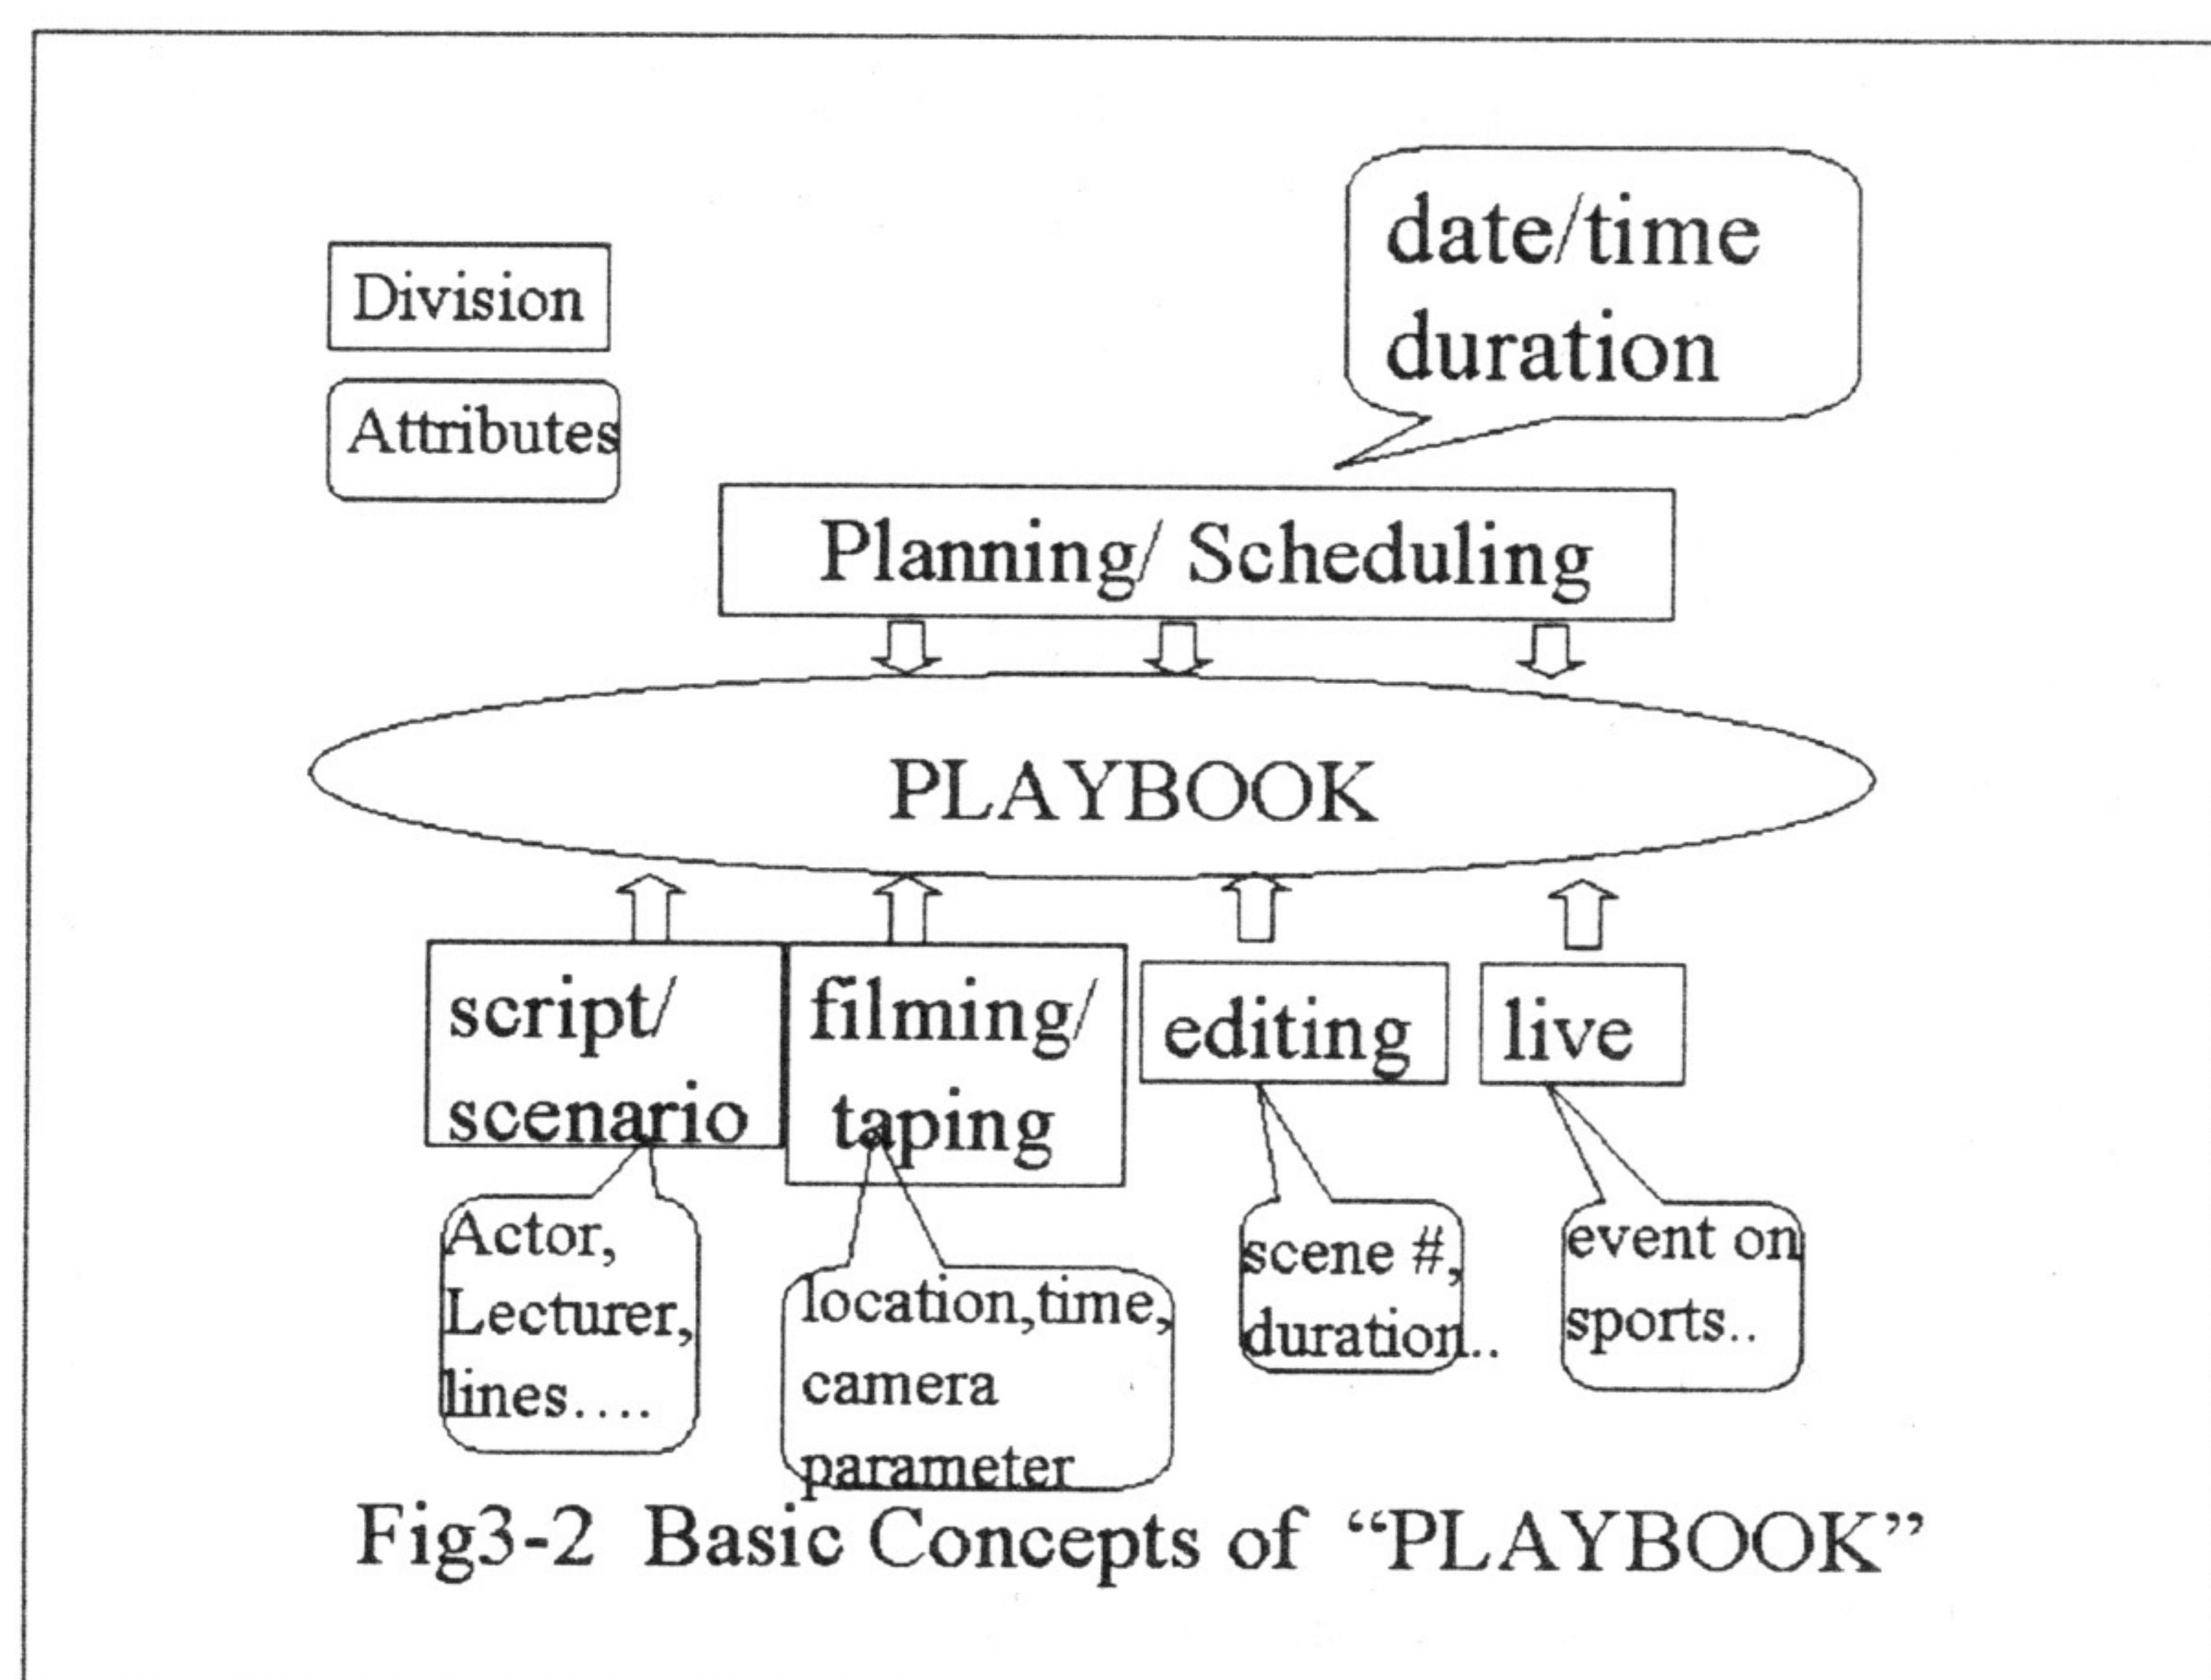 date/time
duration
Division
Attributes
Planning/ Scheduling
PLAYBOOK
script/
scenario
filming/
taping
editing
live
Actor,
Lecturer,
lines....
location,time,
camera
parameter
scene #,
duration..
event on
sports..
Fig3-2 Basic Concepts of “PLAYBOOK”